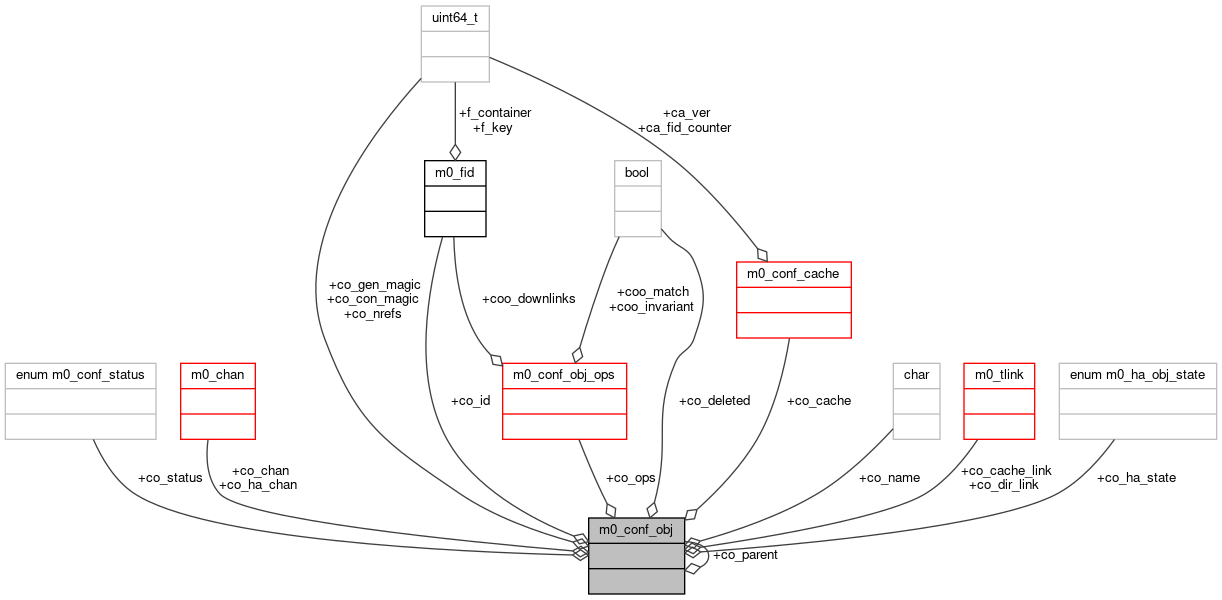 uint64_t
+f_container
+f_key
+ca_ver
+ca_fid_counter
m0_fid
bool
m0_conf_cache
+co_gen_magic
+co_con_magic
+co_nrefs
+coo_downlinks
+coo_match
+coo_invariant
enum m0_conf_status
m0_chan
m0_conf_obj_ops
char
m0_tlink
enum m0_ha_obj_state
+co_id
+co_deleted
+co_cache
+co_status
+co_chan
+co_ha_chan
+co_ops
+co_name
+co_cache_link
+co_dir_link
+co_ha_state
m0_conf_obj
+co_parent